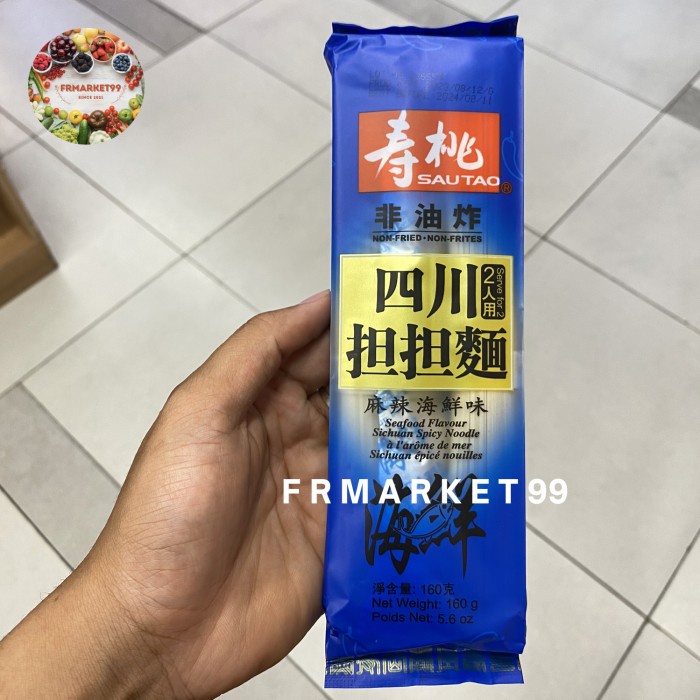 FRMARKET99
SINCE 2021
寿桃
SAUTAO®
非油炸
NON-FRIED•NON-FRITES
四川
2人用
Serve for 2
担担麵
麻辣海鮮味
Seafood Flavour
Sichuan Spicy Noodle
à l'arôme de mer
Sichuan épicé nouilles
FRMARKET99
海鮮
淨含量: 160克
Net Weight: 160 g
Poids Net: 5.6 oz